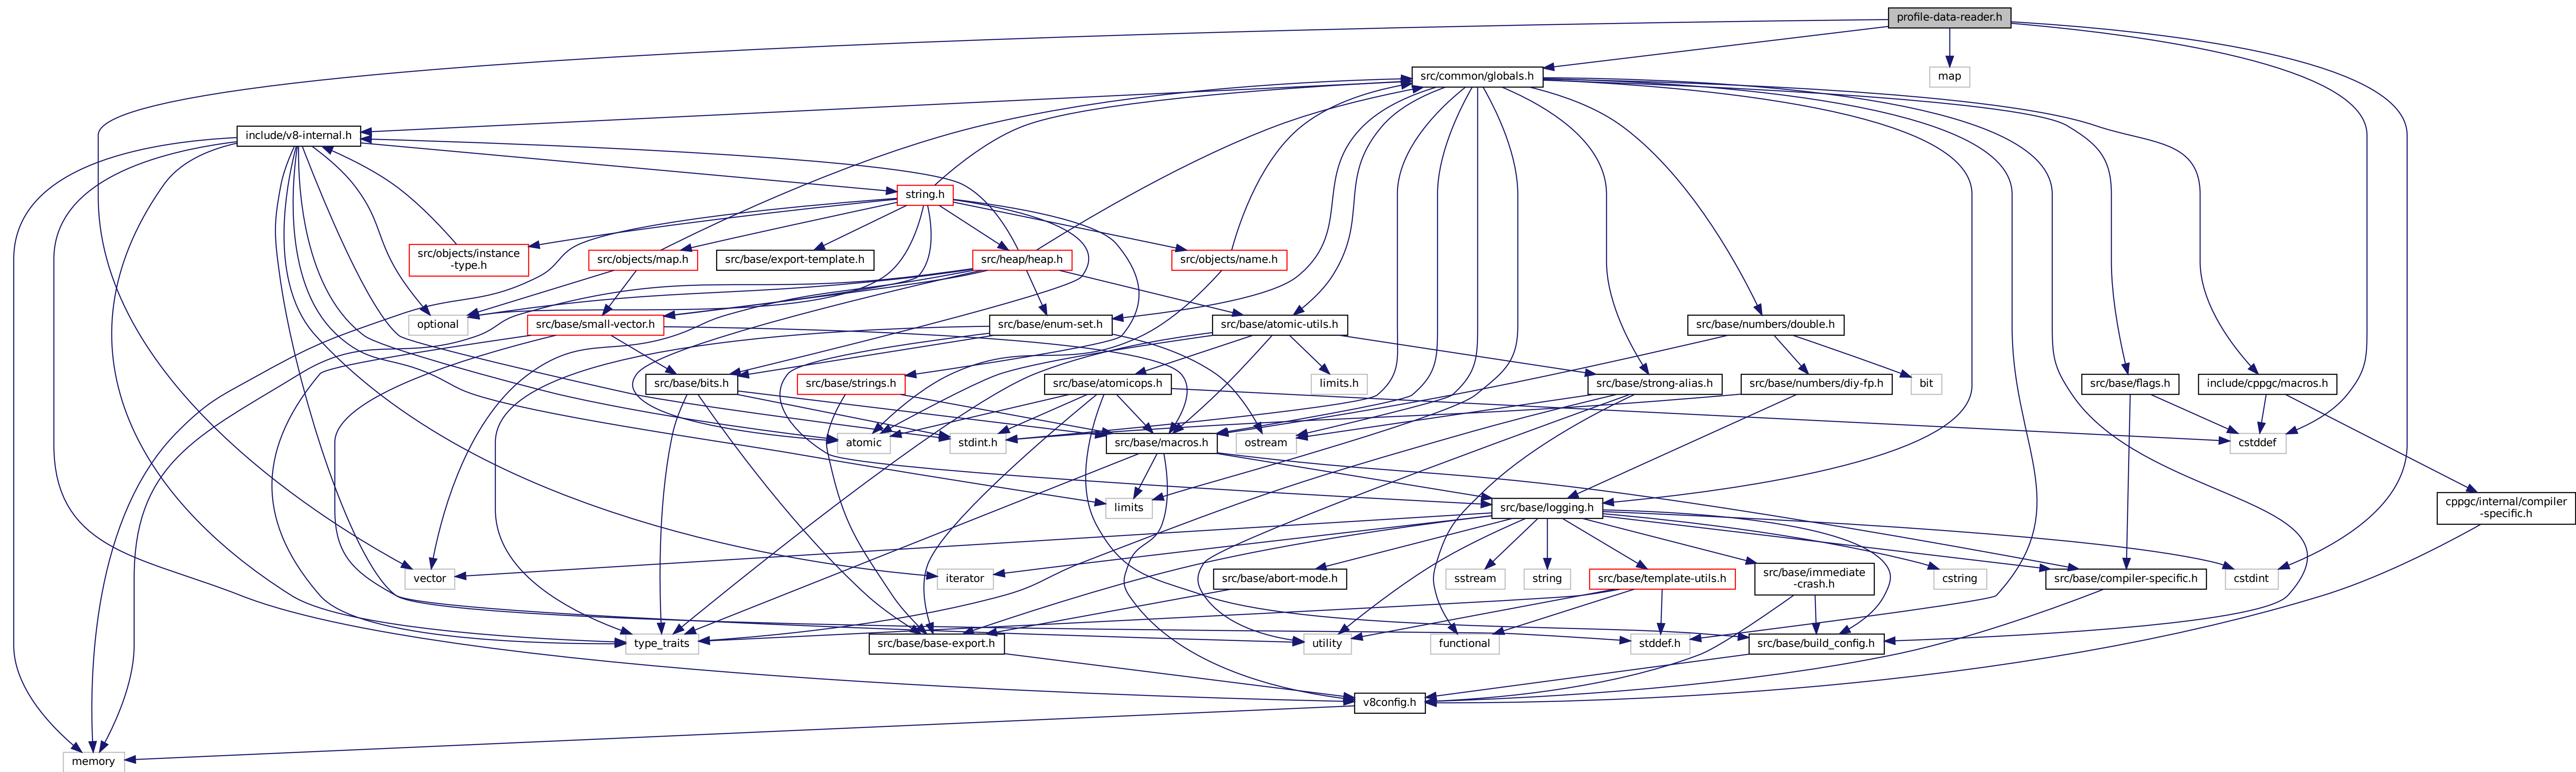 profile-data-reader.h
src/common/globals.h
map
include/v8-internal.h
string.h
src/objects/instance
-type.h
src/objects/map.h
src/base/export-template.h
src/heap/heap.h
src/objects/name.h
optional
src/base/small-vector.h
src/base/enum-set.h
src/base/atomic-utils.h
src/base/numbers/double.h
src/base/bits.h
src/base/strings.h
src/base/atomicops.h
limits.h
src/base/strong-alias.h
src/base/numbers/diy-fp.h
bit
src/base/flags.h
include/cppgc/macros.h
atomic
stdint.h
src/base/macros.h
ostream
cstddef
limits
src/base/logging.h
cppgc/internal/compiler
-specific.h
vector
iterator
src/base/abort-mode.h
sstream
string
src/base/template-utils.h
src/base/immediate
-crash.h
cstring
src/base/compiler-specific.h
cstdint
type_traits
src/base/base-export.h
utility
functional
stddef.h
src/base/build_config.h
v8config.h
memory